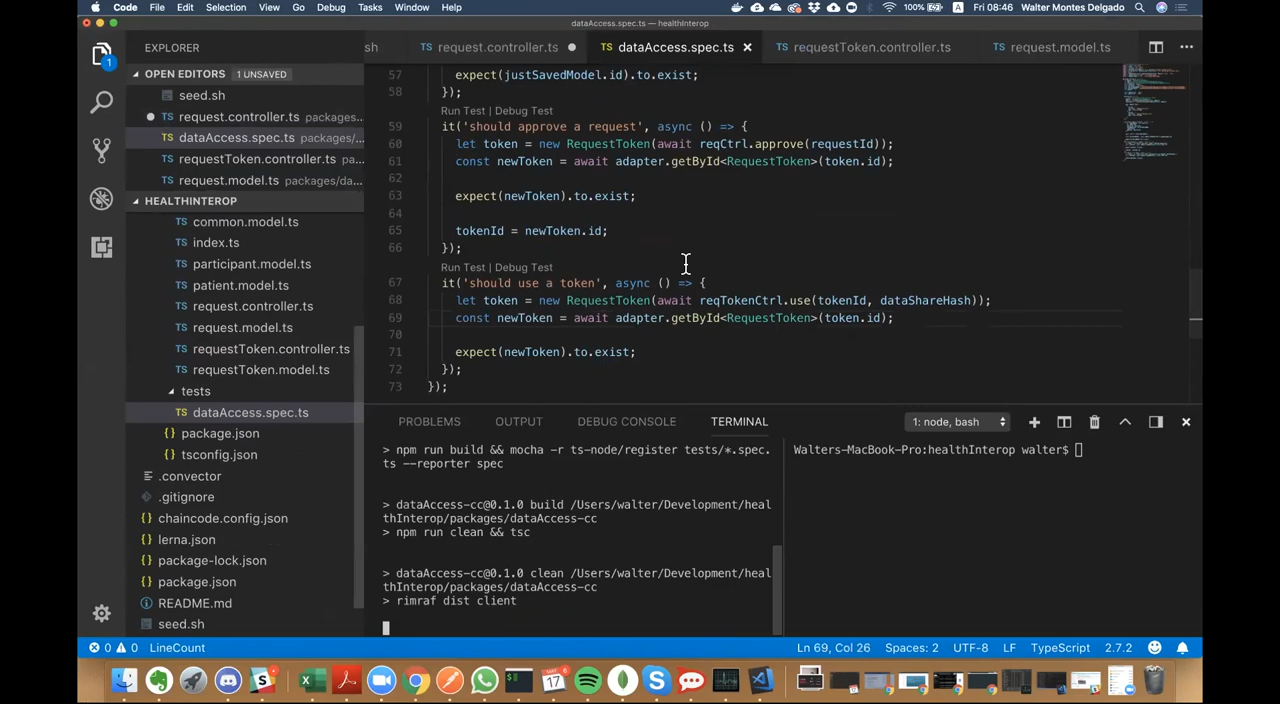 Code File Edit Selection View Go Debug Tasks Window Help 100% Fri 08:46 Walter Montes Delgado
dataAccess.spec.ts — healthInterop
EXPLORER
sh
request.controller.ts
dataAccess.spec.ts
requestToken.controller.ts
request.model.ts
1
OPEN EDITORS 1 UNSAVED
seed.sh
request.controller.ts packages...
dataAccess.spec.ts packages/...
requestToken.controller.ts pa...
request.model.ts packages/da...
HEALTHINTEROP
common.model.ts
index.ts
participant.model.ts
patient.model.ts
request.controller.ts
request.model.ts
requestToken.controller.ts
requestToken.model.ts
tests
dataAccess.spec.ts
package.json
tsconfig.json
.convector
.gitignore
chaincode.config.json
lerna.json
package-lock.json
package.json
README.md
seed.sh
57 expect(justSavedModel.id).to.exist;
58 });
Run Test | Debug Test
59 it('should approve a request', async () => {
60 let token = new RequestToken(await reqCtrl.approve(requestId));
61 const newToken = await adapter.getById<RequestToken>(token.id);
62
63 expect(newToken).to.exist;
64
65 tokenId = newToken.id;
66 });
Run Test | Debug Test
67 it('should use a token', async () => {
68 let token = new RequestToken(await reqTokenCtrl.use(tokenId, dataShareHash));
69 const newToken = await adapter.getById<RequestToken>(token.id);
70
71 expect(newToken).to.exist;
72 });
73 });
PROBLEMS OUTPUT DEBUG CONSOLE TERMINAL 1: node, bash
> npm run build && mocha -r ts-node/register tests/*.spec.
ts --reporter spec
> dataAccess-cc@0.1.0 build /Users/walter/Development/heal
thInterop/packages/dataAccess-cc
> npm run clean && tsc
> dataAccess-cc@0.1.0 clean /Users/walter/Development/heal
thInterop/packages/dataAccess-cc
> rimraf dist client
Walters-MacBook-Pro:healthInterop walter$
0 0 LineCount Ln 69, Col 26 Spaces: 2 UTF-8 LF TypeScript 2.7.2
17